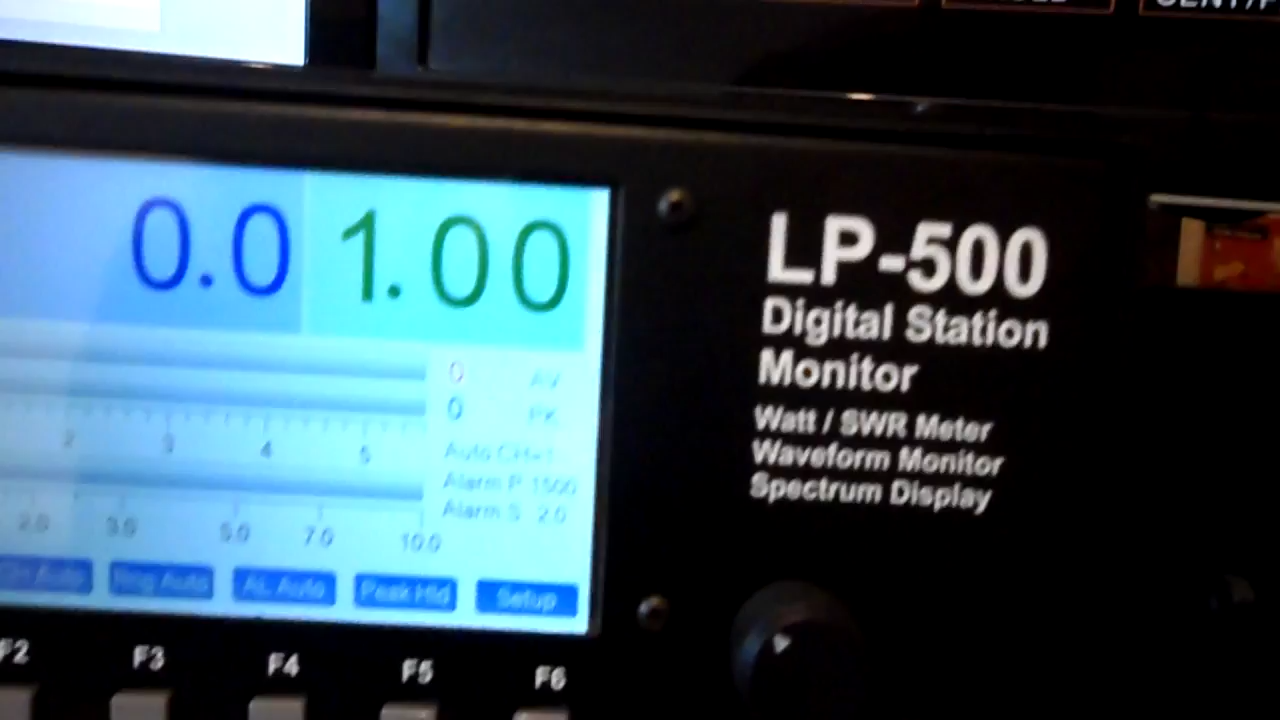 0.0 1.00
0 AV
0 PK
2 3 4 5
Auto CH=1
Alarm P 1500
Alarm S 2.0
2.0 3.0 5.0 7.0 10.0
CH Auto Rng Auto AL Auto Peak Hld Setup
F2 F3 F4 F5 F6
LP-500
Digital Station
Monitor
Watt / SWR Meter
Waveform Monitor
Spectrum Display